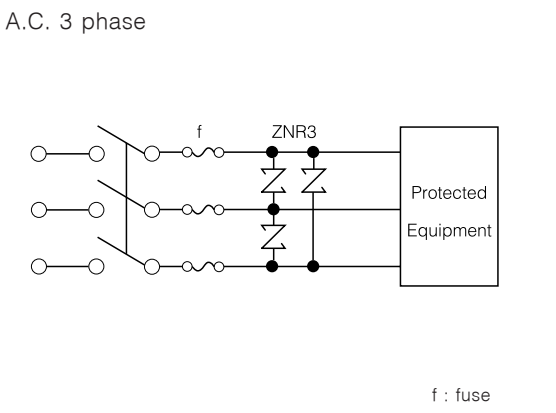 A.C. 3 phase
f
ZNR3
Protected
Equipment
f : fuse